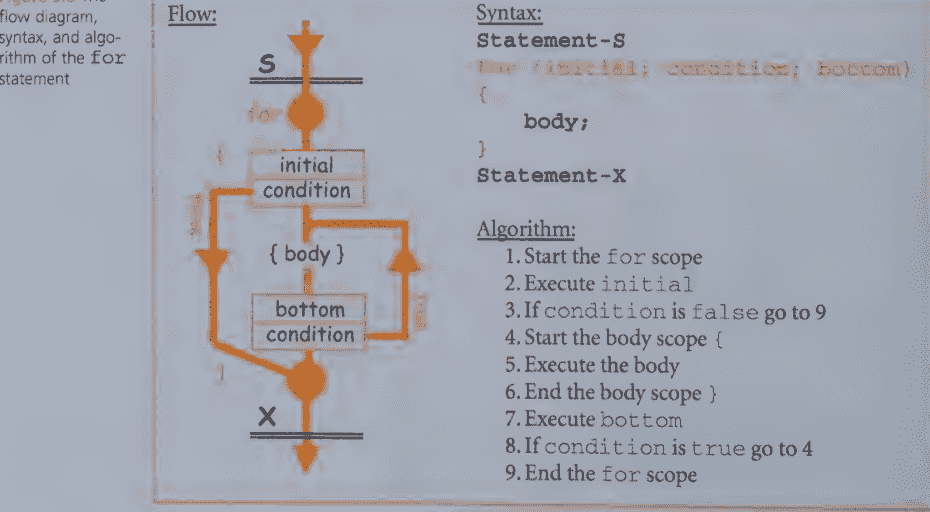 flow diagram,
syntax, and algo-
rithm of the for
statement
Flow:
S
for
initial
condition
{ body }
bottom
condition
X
Syntax:
Statement-S
for (initial; condition; bottom)
{
body;
}
Statement-X
Algorithm:
1. Start the for scope
2. Execute initial
3. If condition is false go to 9
4. Start the body scope {
5. Execute the body
6. End the body scope }
7. Execute bottom
8. If condition is true go to 4
9. End the for scope